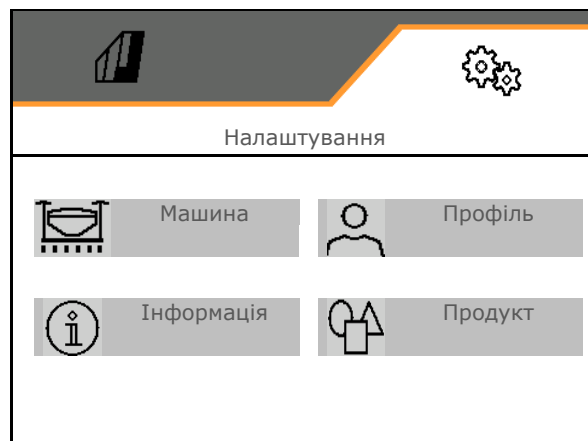 Налаштування
Машина
Профіль
Інформація
Продукт